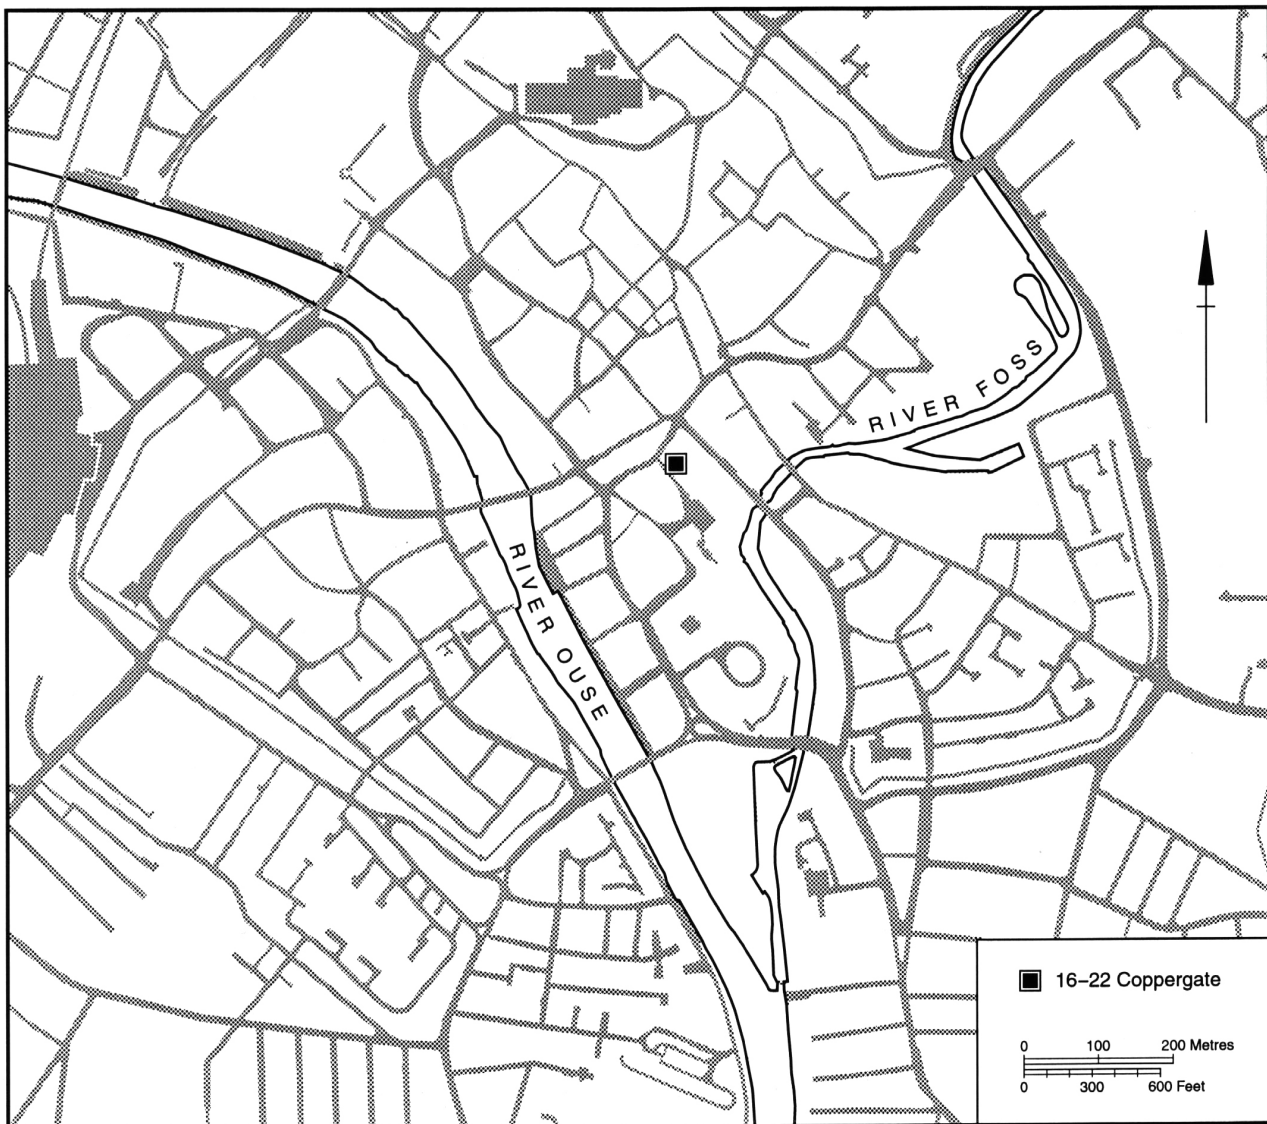 RIVER FOSS
RIVER OUSE
16–22 Coppergate
0 100 200 Metres
0 300 600 Feet